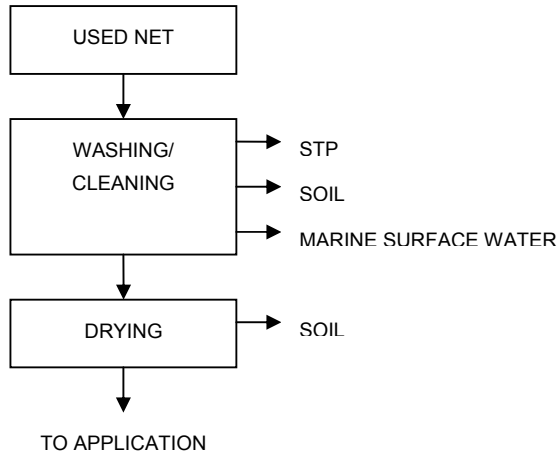 USED NET
WASHING/
CLEANING
STP
SOIL
MARINE SURFACE WATER
DRYING
SOIL
TO APPLICATION